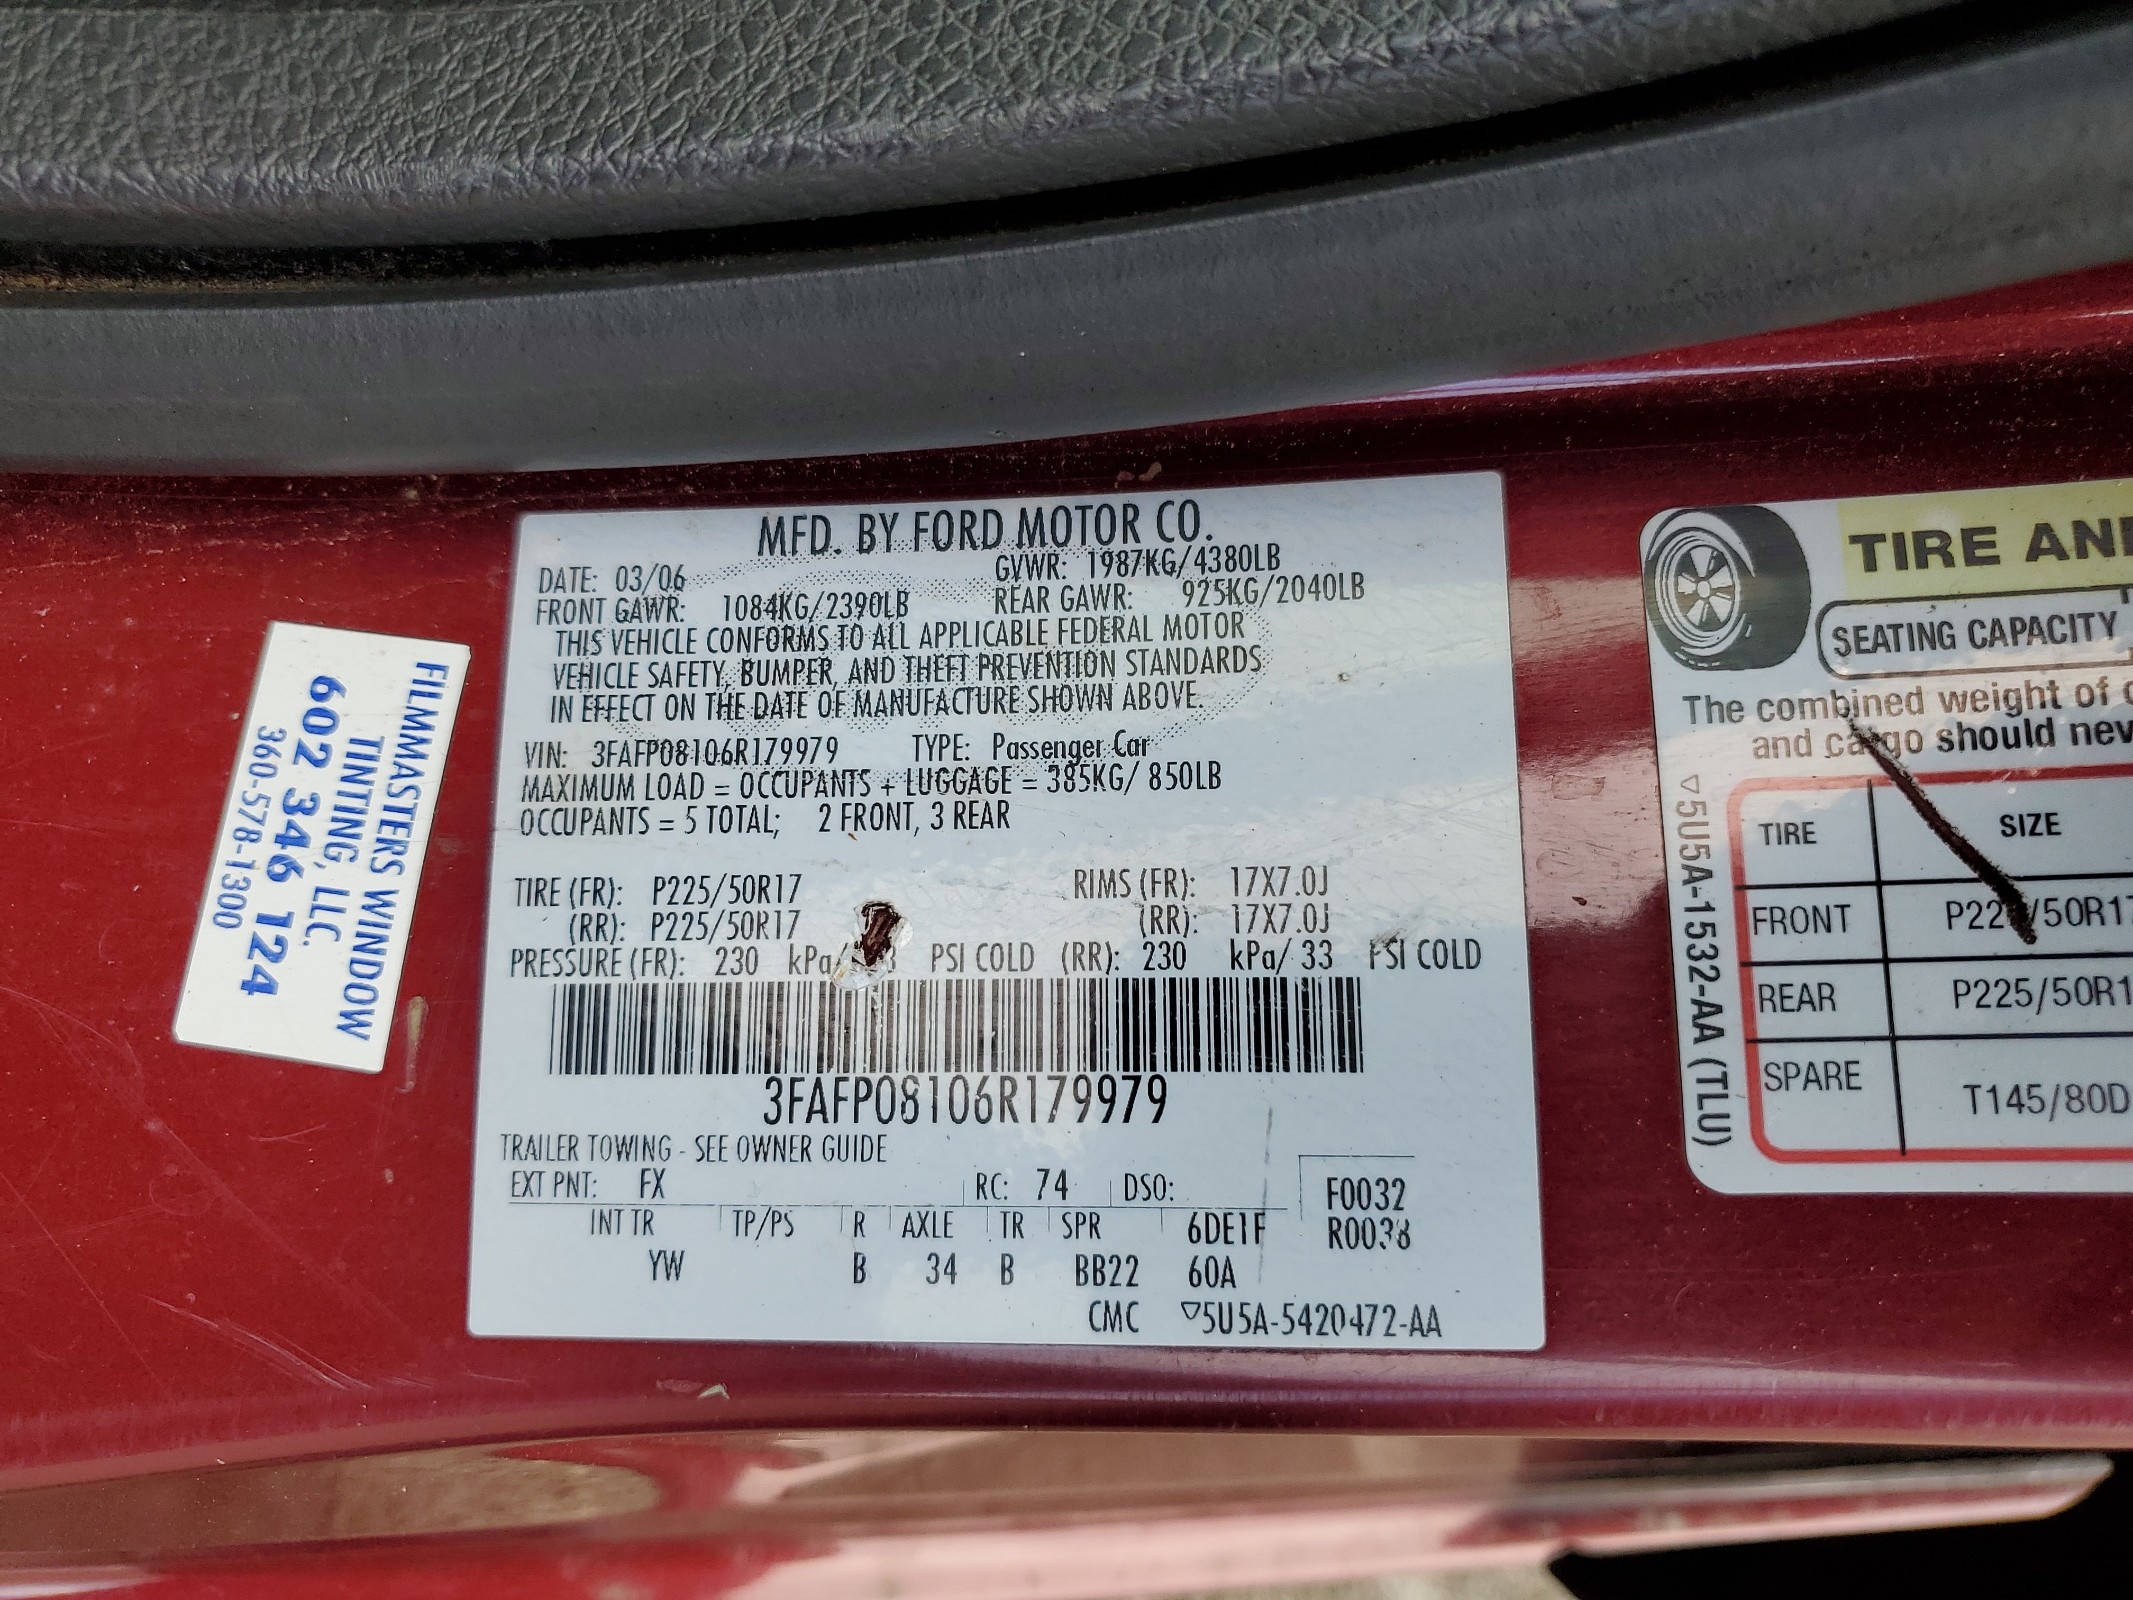 FILMMASTERS WINDOW
TINTING, LLC.
602 346 1224
360-578-1300
MFD. BY FORD MOTOR CO.
DATE: 03/06 GVWR: 1987KG/4380LB
FRONT GAWR: 1084KG/2390LB REAR GAWR: 925KG/2040LB
THIS VEHICLE CONFORMS TO ALL APPLICABLE FEDERAL MOTOR
VEHICLE SAFETY, BUMPER, AND THEFT PREVENTION STANDARDS
IN EFFECT ON THE DATE OF MANUFACTURE SHOWN ABOVE.
VIN: 3FAFP08106R179979 TYPE: Passenger Car
MAXIMUM LOAD = OCCUPANTS + LUGGAGE = 385KG/ 850LB
OCCUPANTS = 5 TOTAL; 2 FRONT, 3 REAR
TIRE (FR): P225/50R17 RIMS (FR): 17X7.0J
(RR): P225/50R17 (RR): 17X7.0J
PRESSURE (FR): 230 kPa/ PSI COLD (RR): 230 kPa/ 33 PSI COLD
3FAFP08106R179979
TRAILER TOWING - SEE OWNER GUIDE
EXT PNT: FX RC: 74 DSO: F0032
R0038
INT TR TP/PS R AXLE TR SPR 6DE1F
YW B 34 B BB22 60A
CMC ▽5U5A-5420472-AA
TIRE AN
SEATING CAPACITY
The combined weight of
and cargo should nev
▽5U5A-1532-AA (TLU)
TIRE SIZE
FRONT /50R17
REAR P225/50R1
SPARE T145/80D